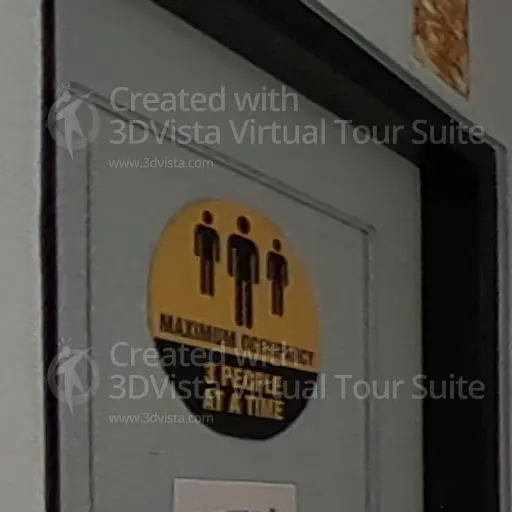 Created with
3DVista Virtual Tour Suite
www.3dvista.com
MAXIMUM OCCUPANCY
3 PEOPLE
AT A TIME
Created with
3DVista Virtual Tour Suite
www.3dvista.com